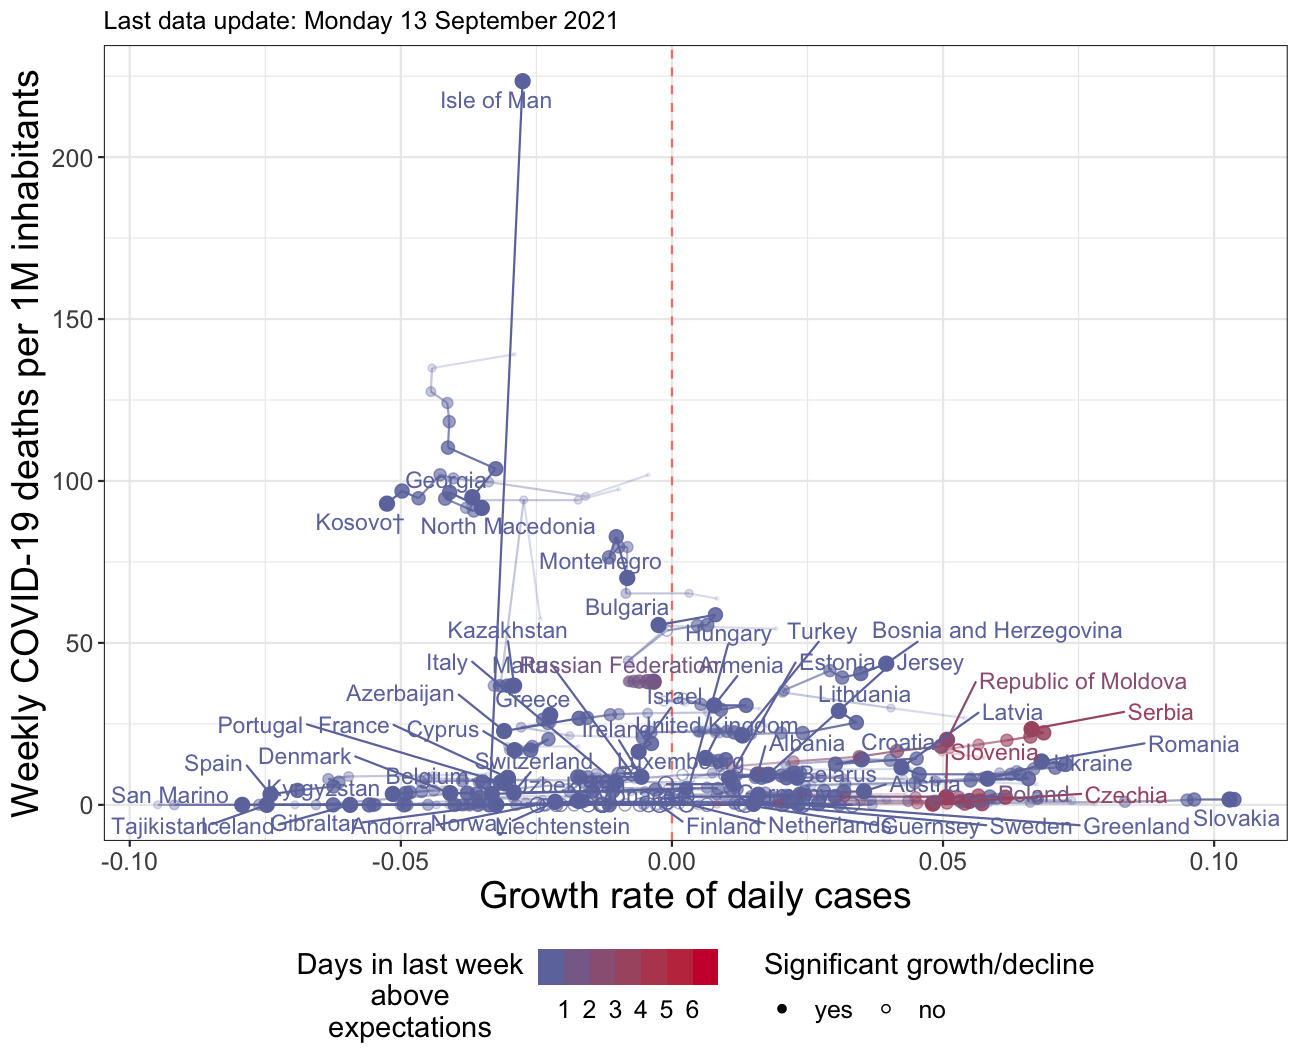 Last data update: Monday 13 September 2021
Weekly COVID-19 deaths per 1M inhabitants
200
150
100
50
0
Isle of Man
Georgia
Kosovo†
North Macedonia
Montenegro
Bulgaria
Kazakhstan
Hungary
Turkey
Bosnia and Herzegovina
Italy
Malta
Russian Federation
Armenia
Estonia
Jersey
Republic of Moldova
Azerbaijan
Greece
Israel
Lithuania
Latvia
Serbia
Portugal
France
Cyprus
Ireland
United Kingdom
Albania
Croatia
Slovenia
Romania
Spain
Denmark
Switzerland
Luxembourg
Ukraine
Belgium
Belarus
Kyrgyzstan
Uzbekistan
Austria
San Marino
Poland
Czechia
Slovakia
Tajikistan
Iceland
Gibraltar
Andorra
Norway
Liechtenstein
Finland
Netherlands
Guernsey
Sweden
Greenland
-0.10
-0.05
0.00
0.05
0.10
Growth rate of daily cases
Days in last week
above
expectations
1 2 3 4 5 6
Significant growth/decline
yes
no